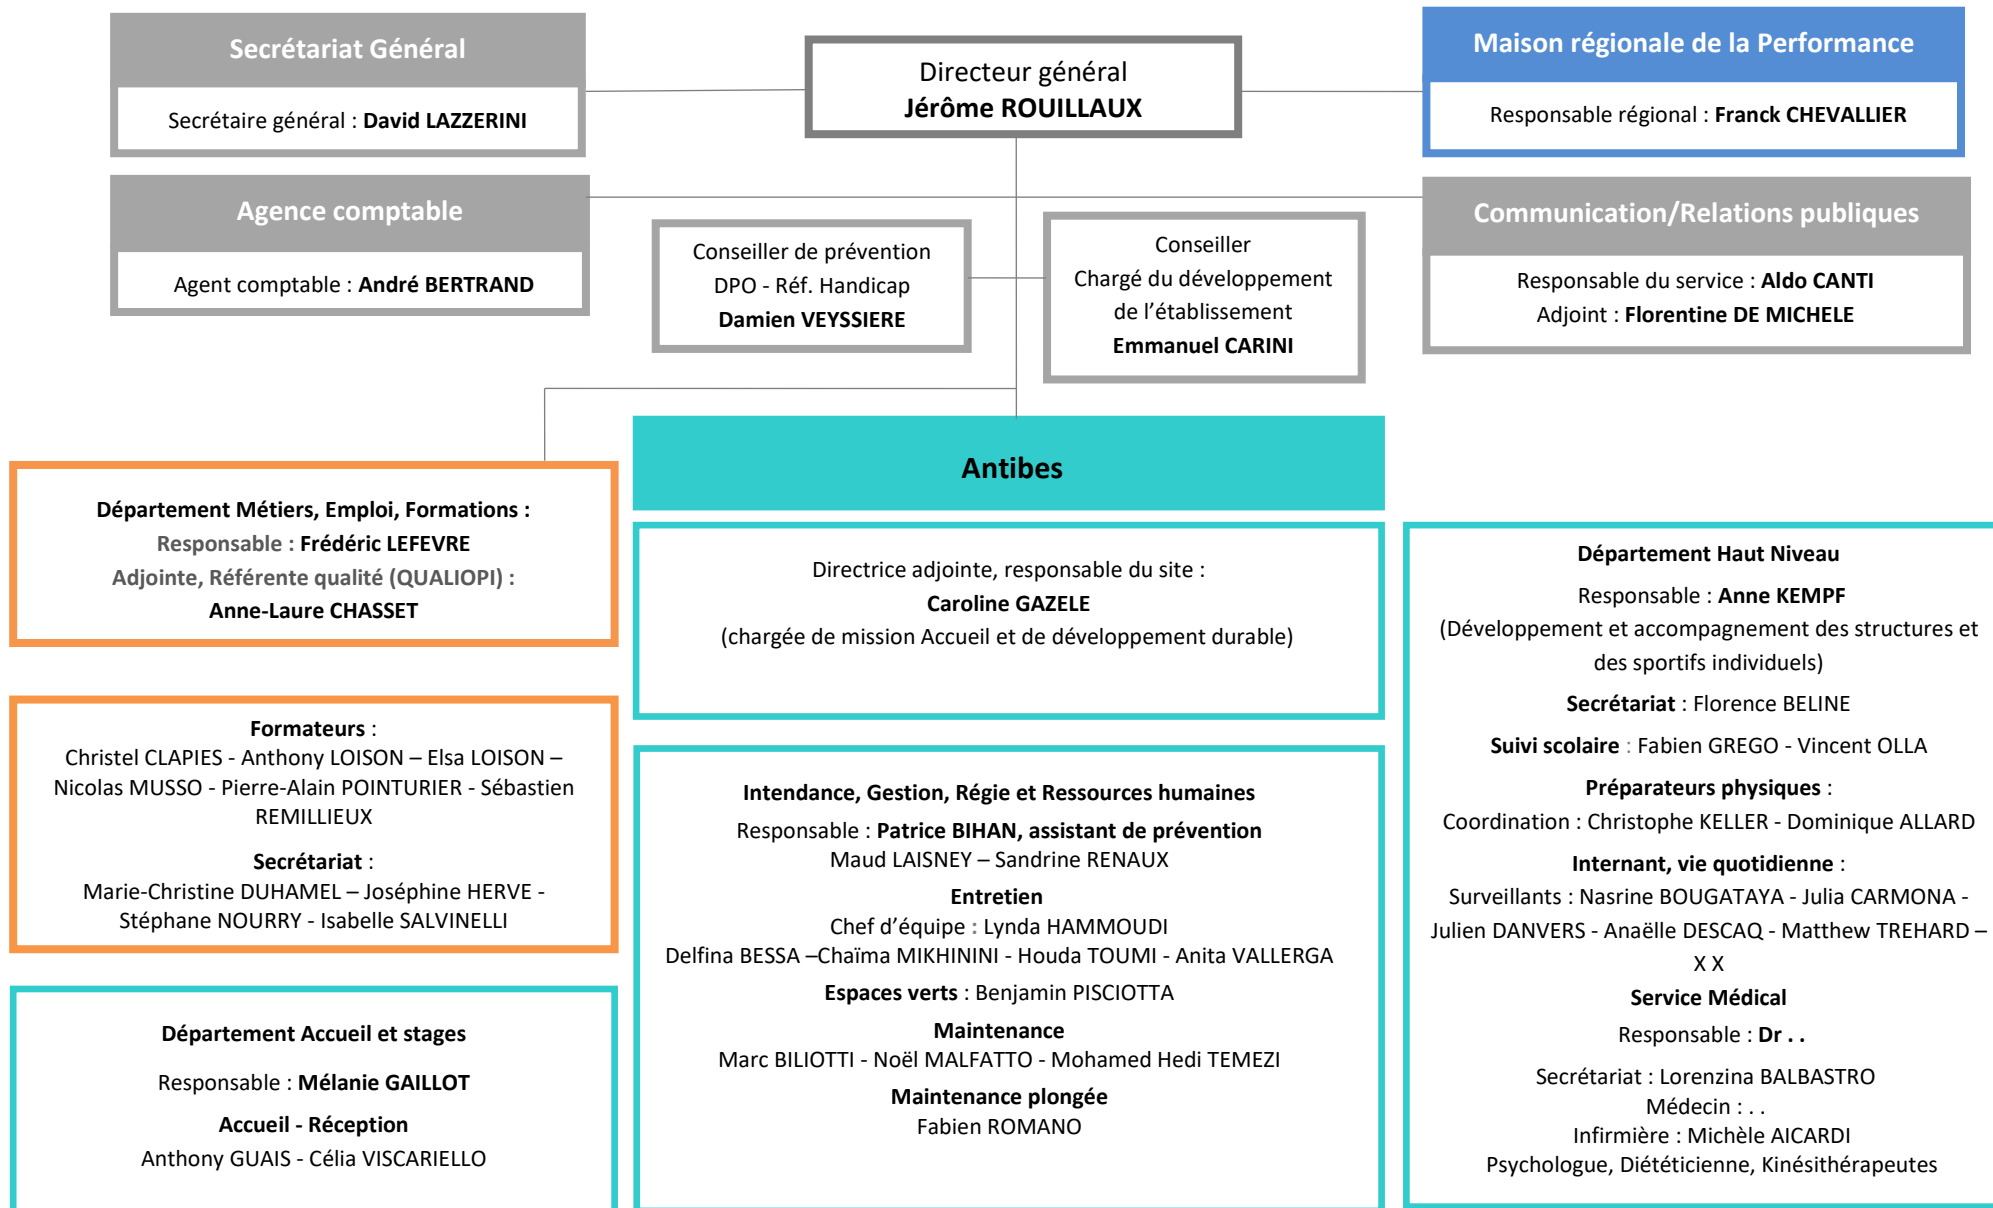 Secrétariat Général
Secrétaire général : David LAZZERINI
Directeur général
Jérôme ROUILLAUX
Maison régionale de la Performance
Responsable régional : Franck CHEVALLIER
Agence comptable
Agent comptable : André BERTRAND
Conseiller de prévention
DPO - Réf. Handicap
Damien VEYSSIERE
Conseiller
Chargé du développement
de l’établissement
Emmanuel CARINI
Communication/Relations publiques
Responsable du service : Aldo CANTI
Adjoint : Florentine DE MICHELE
Département Métiers, Emploi, Formations :
Responsable : Frédéric LEFEVRE
Adjointe, Référente qualité (QUALIOPI) :
Anne-Laure CHASSET
Formateurs :
Christel CLAPIES - Anthony LOISON – Elsa LOISON –
Nicolas MUSSO - Pierre-Alain POINTURIER - Sébastien
REMILLIEUX
Secrétariat :
Marie-Christine DUHAMEL – Joséphine HERVE -
Stéphane NOURRY - Isabelle SALVINELLI
Département Accueil et stages
Responsable : Mélanie GAILLOT
Accueil - Réception
Anthony GUAIS - Célia VISCARIELLO
Antibes
Directrice adjointe, responsable du site :
Caroline GAZELE
(chargée de mission Accueil et de développement durable)
Intendance, Gestion, Régie et Ressources humaines
Responsable : Patrice BIHAN, assistant de prévention
Maud LAISNEY – Sandrine RENAUX
Entretien
Chef d’équipe : Lynda HAMMOUDI
Delfina BESSA –Chaïma MIKHININI - Houda TOUMI - Anita VALLERGA
Espaces verts : Benjamin PISCIOTTA
Maintenance
Marc BILIOTTI - Noël MALFATTO - Mohamed Hedi TEMEZI
Maintenance plongée
Fabien ROMANO
Département Haut Niveau
Responsable : Anne KEMPF
(Développement et accompagnement des structures et
des sportifs individuels)
Secrétariat : Florence BELINE
Suivi scolaire : Fabien GREGO - Vincent OLLA
Préparateurs physiques :
Coordination : Christophe KELLER - Dominique ALLARD
Internant, vie quotidienne :
Surveillants : Nasrine BOUGATAYA - Julia CARMONA -
Julien DANVERS - Anaëlle DESCAQ - Matthew TREHARD –
X X
Service Médical
Responsable : Dr . .
Secrétariat : Lorenzina BALBASTRO
Médecin : . .
Infirmière : Michèle AICARDI
Psychologue, Diététicienne, Kinésithérapeutes